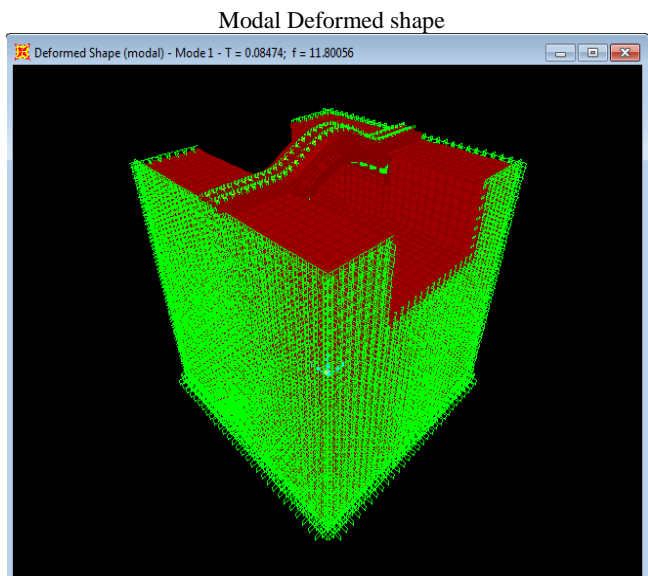 Modal Deformed shape
Deformed Shape (modal) - Mode 1 - T = 0.08474; f = 11.80056